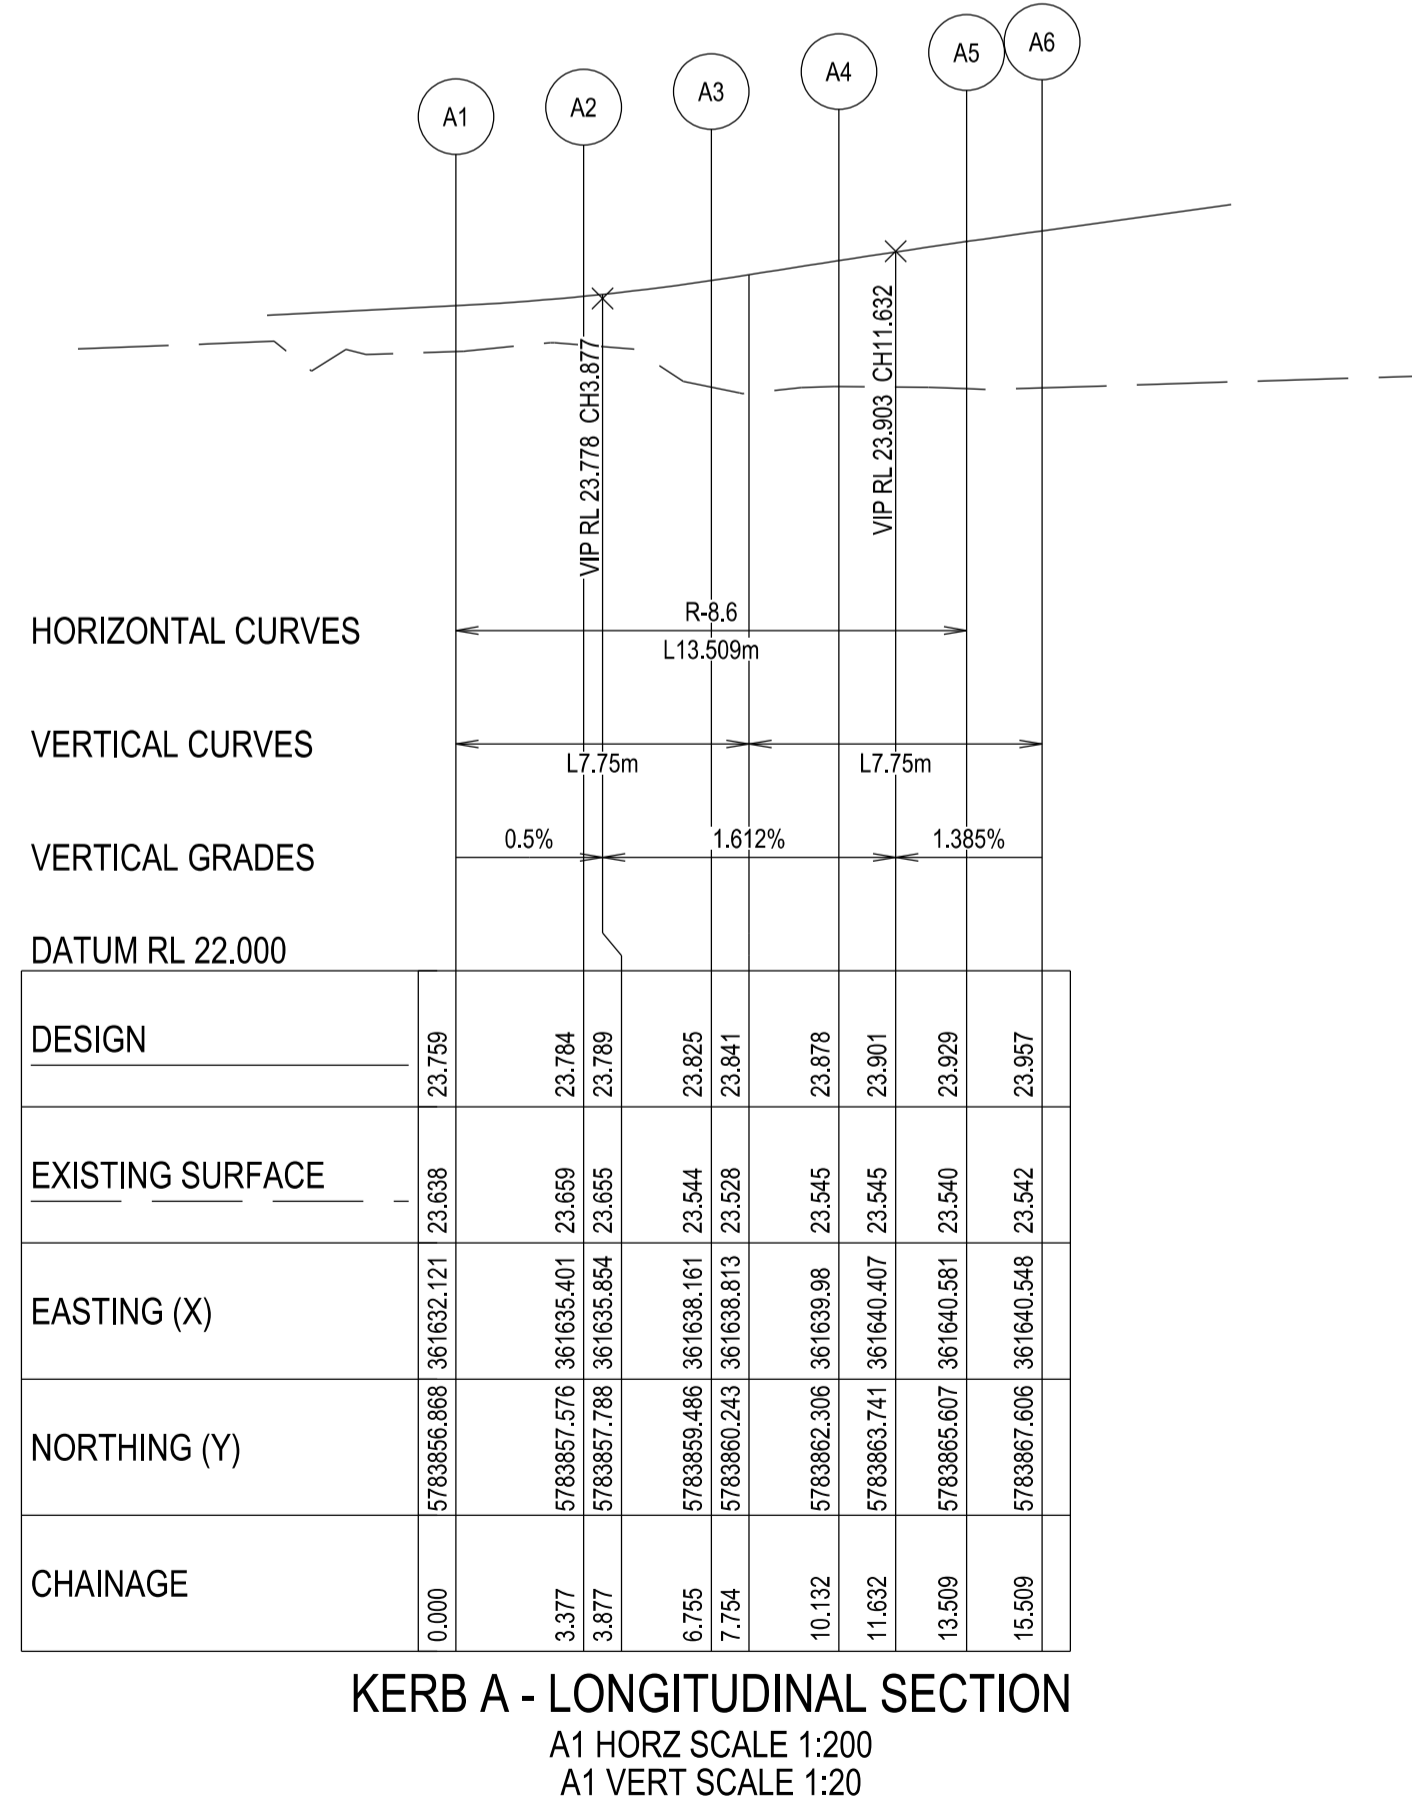 A1 A2 A3 A4 A5 A6
VIP RL 23.778 CH3.877
VIP RL 23.903 CH11.632
HORIZONTAL CURVES
R-8.6
L13.509m
VERTICAL CURVES
L7.75m L7.75m
VERTICAL GRADES
0.5% 1.612% 1.385%
DATUM RL 22.000
DESIGN 23.759 23.784 23.789 23.825 23.841 23.878 23.901 23.929 23.957
EXISTING SURFACE 23.638 23.659 23.655 23.544 23.528 23.545 23.545 23.540 23.542
EASTING (X) 361632.121 361635.401 361635.854 361638.161 361638.813 361639.98 361640.407 361640.581 361640.548
NORTHING (Y) 5783856.868 5783857.576 5783857.788 5783859.486 5783860.243 5783862.306 5783863.741 5783865.607 5783867.606
CHAINAGE 0.000 3.377 3.877 6.755 7.754 10.132 11.632 13.509 15.509
KERB A - LONGITUDINAL SECTION
A1 HORZ SCALE 1:200
A1 VERT SCALE 1:20